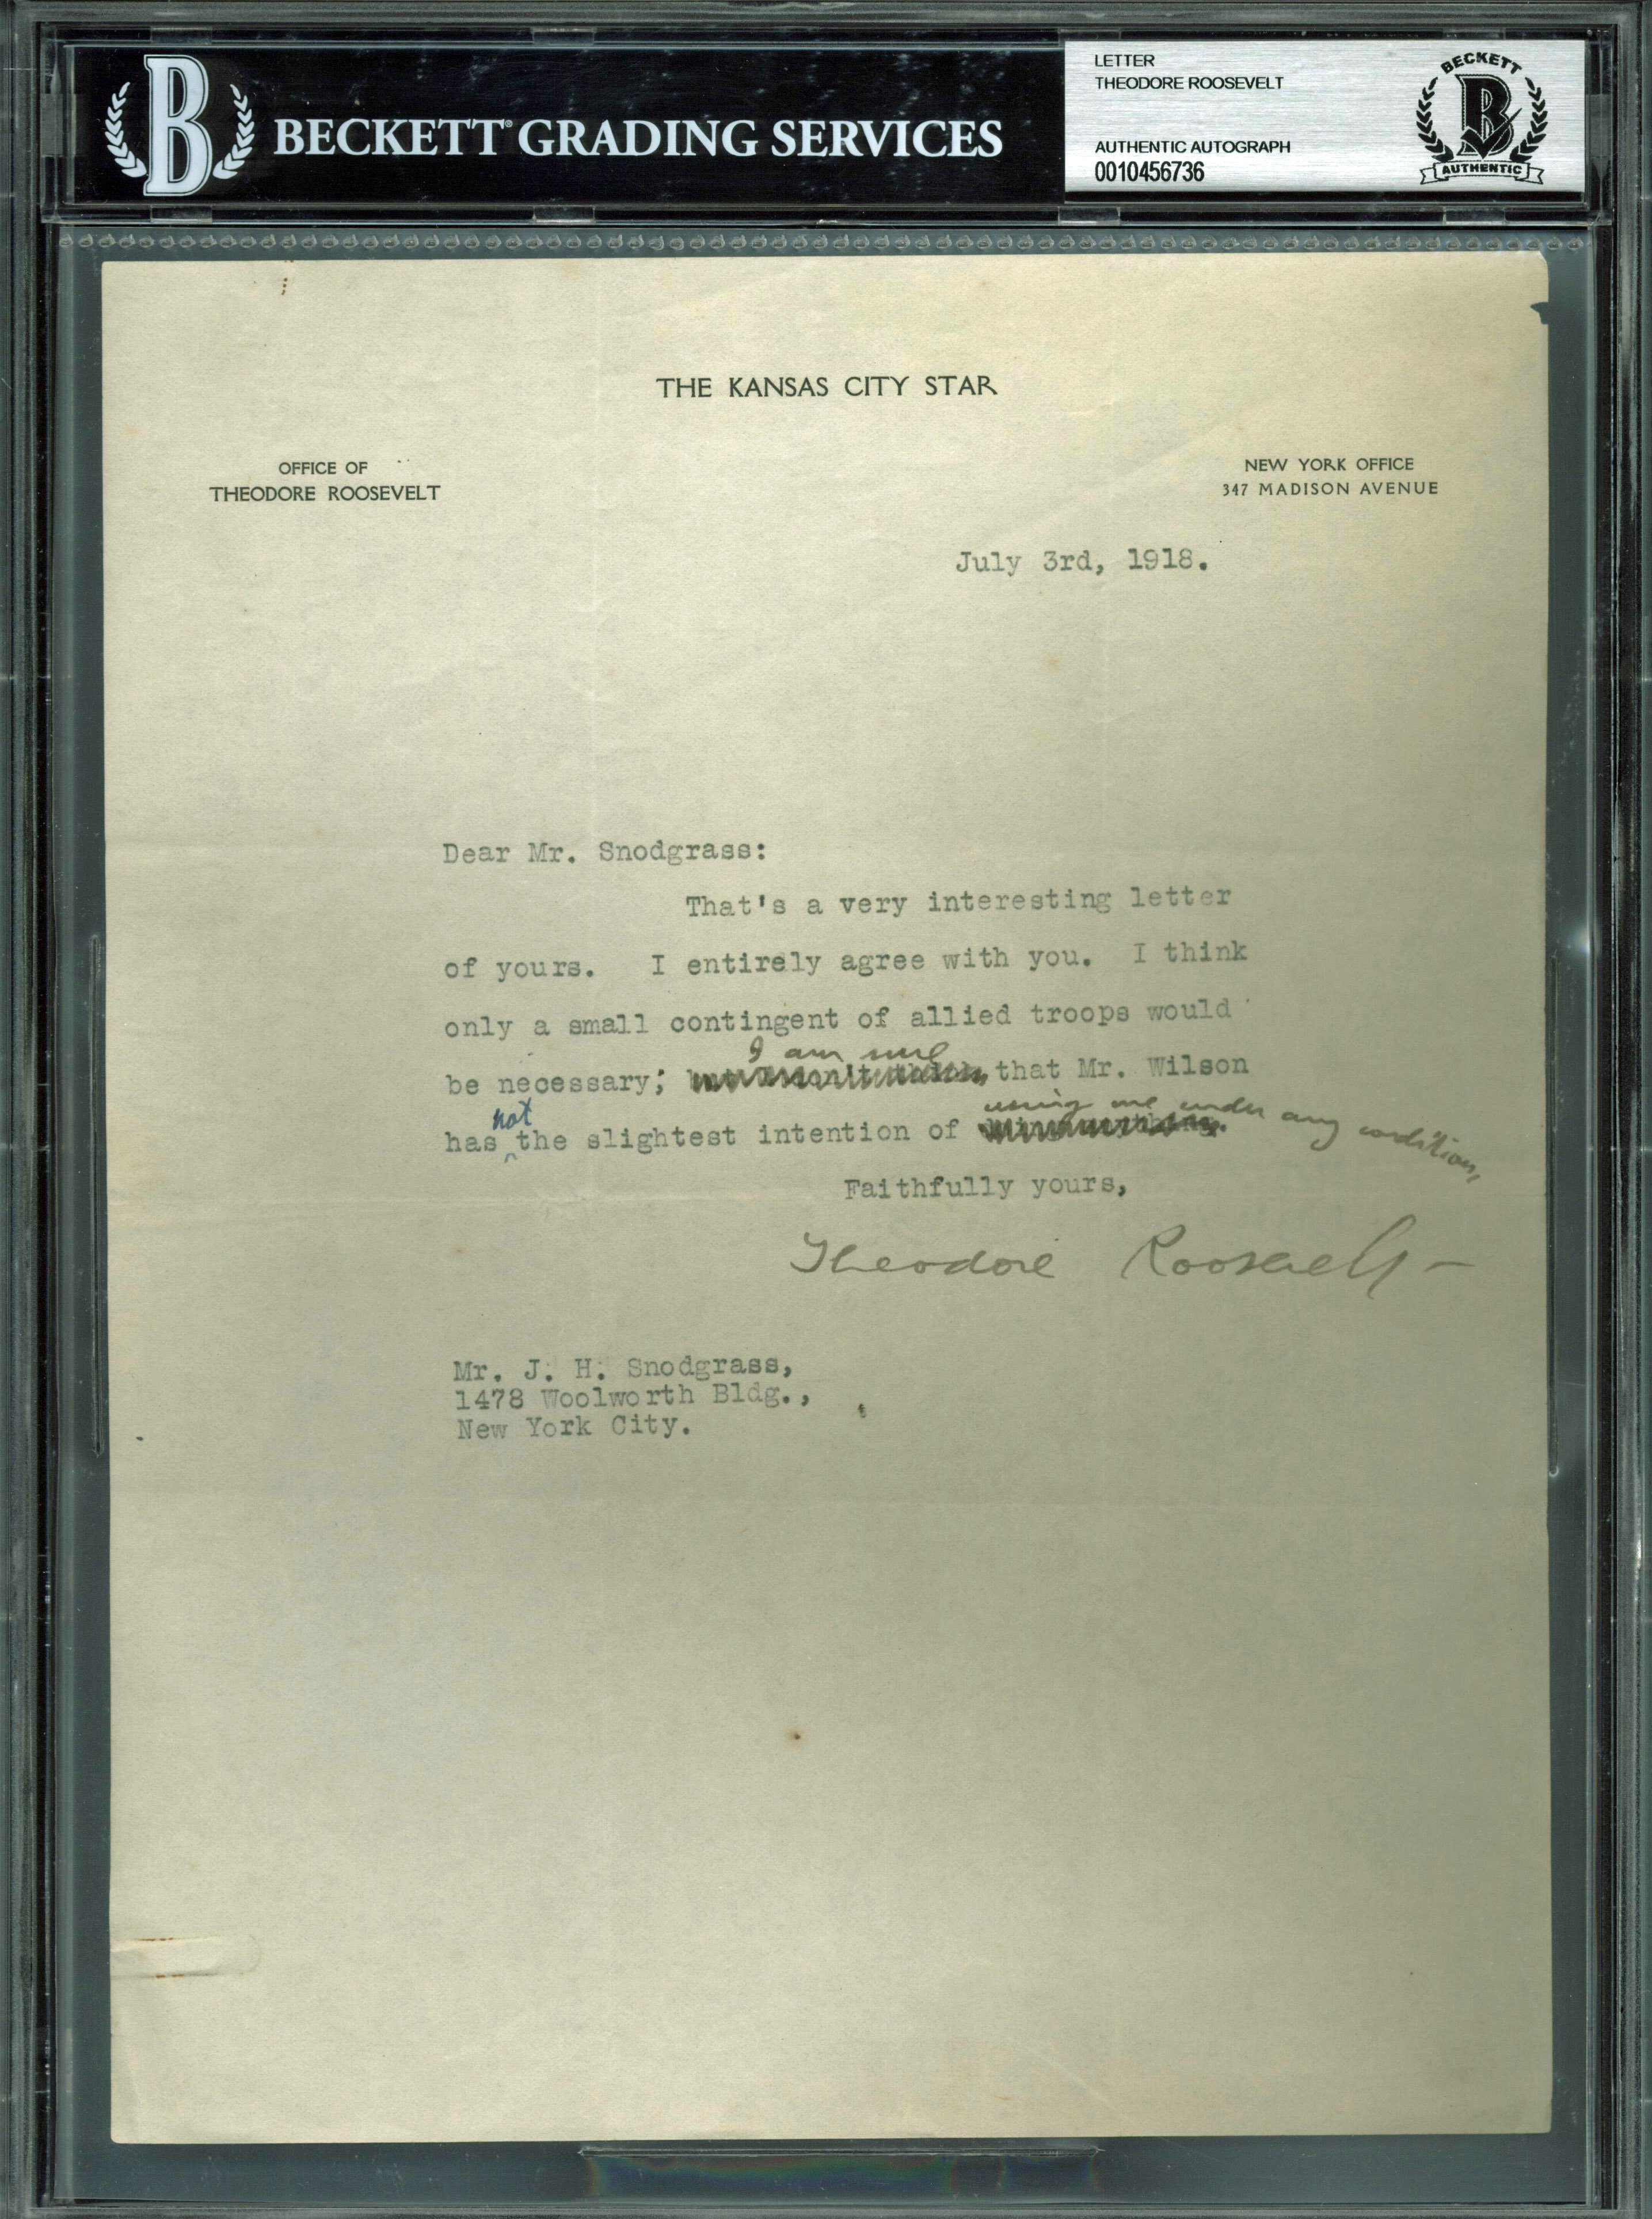 BECKETT GRADING SERVICES
B
LETTER
THEODORE ROOSEVELT
AUTHENTIC AUTOGRAPH
0010456736
BECKETT
B
AUTHENTIC
THE KANSAS CITY STAR
OFFICE OF
THEODORE ROOSEVELT
NEW YORK OFFICE
347 MADISON AVENUE
July 3rd, 1918.
Dear Mr. Snodgrass:
That's a very interesting letter
of yours. I entirely agree with you. I think
only a small contingent of allied troops would
I am sure
be necessary; that Mr. Wilson
not using me under any condition,
has the slightest intention of
Faithfully yours,
Theodore Roosevelt
Mr. J. H. Snodgrass,
1478 Woolworth Bldg.,
New York City.